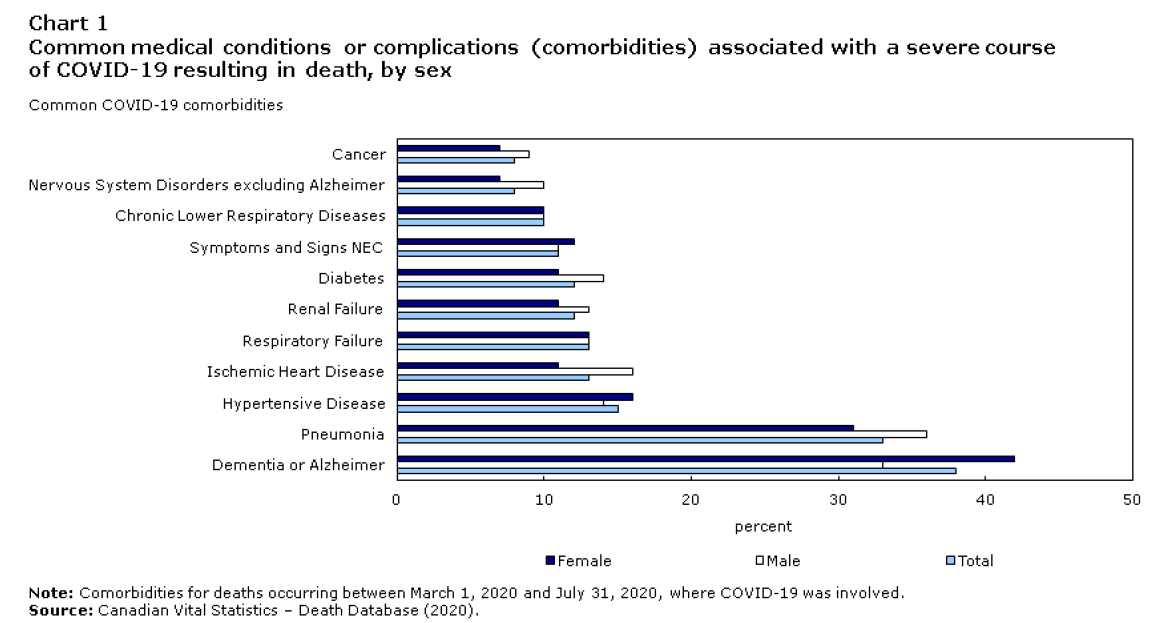 Chart 1
Common medical conditions or complications (comorbidities) associated with a severe course
of COVID-19 resulting in death, by sex
Common COVID-19 comorbidities
Cancer
Nervous System Disorders excluding Alzheimer
Chronic Lower Respiratory Diseases
Symptoms and Signs NEC
Diabetes
Renal Failure
Respiratory Failure
Ischemic Heart Disease
Hypertensive Disease
Pneumonia
Dementia or Alzheimer
0 10 20 30 40 50
percent
Female Male Total
Note: Comorbidities for deaths occurring between March 1, 2020 and July 31, 2020, where COVID-19 was involved.
Source: Canadian Vital Statistics – Death Database (2020).